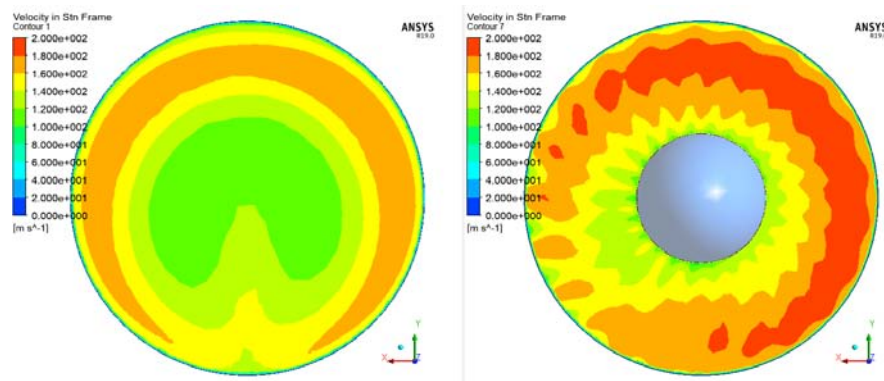 Velocity in Stn Frame
Contour 1
2.000e+002
1.800e+002
1.600e+002
1.400e+002
1.200e+002
1.000e+002
8.000e+001
6.000e+001
4.000e+001
2.000e+001
0.000e+000
[m s^-1]
ANSYS
R19.0
Y
X
Z
Velocity in Stn Frame
Contour 7
2.000e+002
1.800e+002
1.600e+002
1.400e+002
1.200e+002
1.000e+002
8.000e+001
6.000e+001
4.000e+001
2.000e+001
0.000e+000
[m s^-1]
ANSYS
R19.0
Y
X
Z